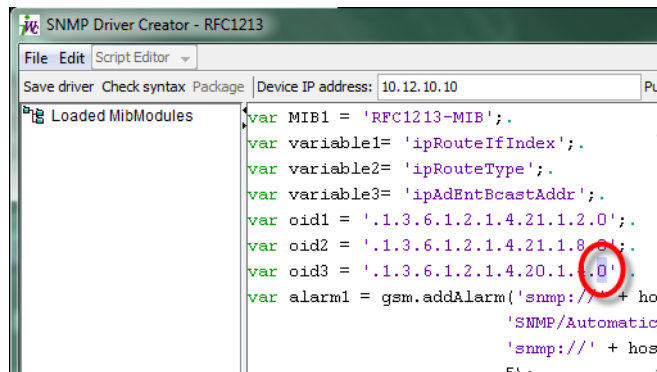 SNMP Driver Creator - RFC1213
File Edit Script Editor
Save driver Check syntax Package Device IP address: 10.12.10.10
Loaded MibModules
var MIB1 = 'RFC1213-MIB';.
var variable1= 'ipRouteIfIndex';.
var variable2= 'ipRouteType';.
var variable3= 'ipAdEntBcastAddr';.
var oid1 = '.1.3.6.1.2.1.4.21.1.2.0';.
var oid2 = '.1.3.6.1.2.1.4.21.1.8.0';.
var oid3 = '.1.3.6.1.2.1.4.20.1.4.0'
var alarm1 = gsm.addAlarm('snmp://' + ho
'SNMP/Automatic
'snmp://' + hos